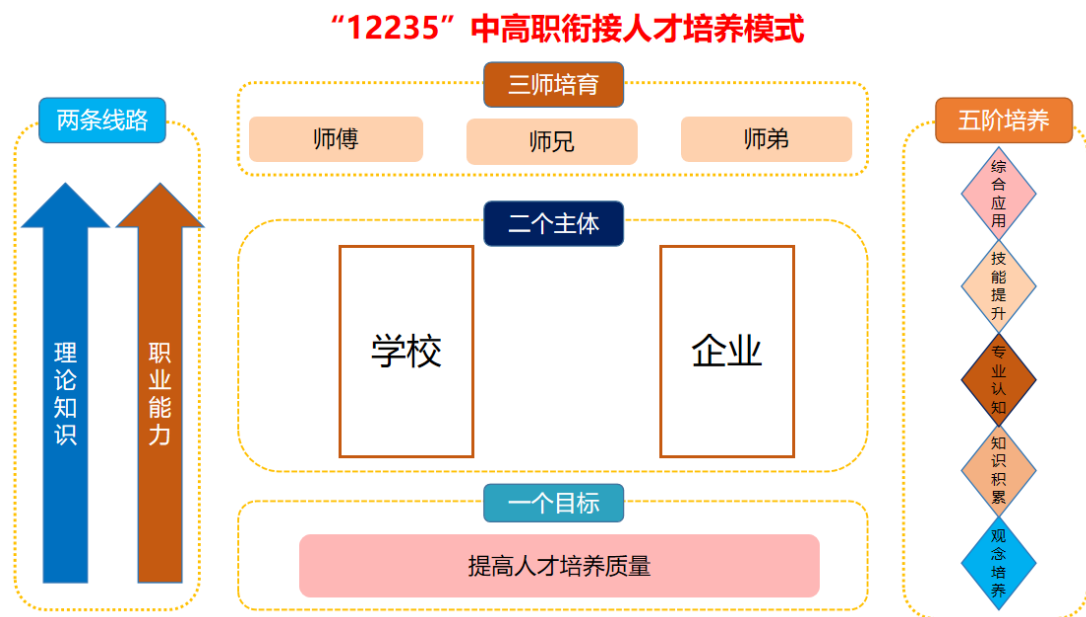 “12235”中高职衔接人才培养模式
两条线路
理论知识
职业能力
三师培育
师傅
师兄
师弟
二个主体
学校
企业
一个目标
提高人才培养质量
五阶培养
综合应用
技能提升
专业认知
知识积累
观念培养